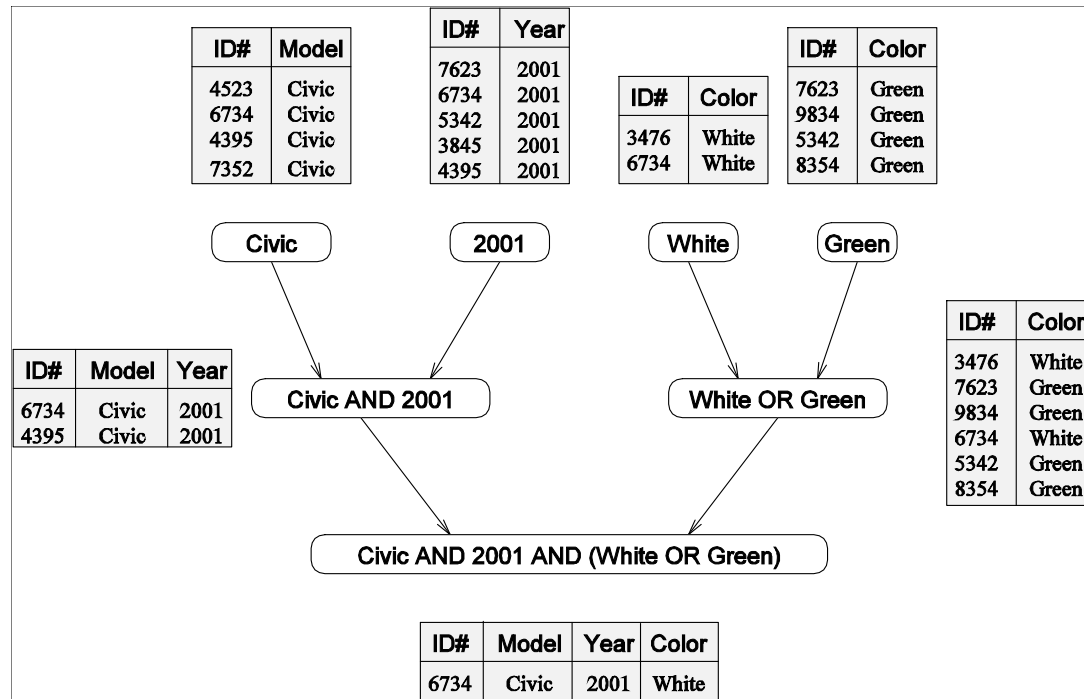 ID# Model
4523 Civic
6734 Civic
4395 Civic
7352 Civic
ID# Year
7623 2001
6734 2001
5342 2001
3845 2001
4395 2001
ID# Color
3476 White
6734 White
ID# Color
7623 Green
9834 Green
5342 Green
8354 Green
Civic
2001
White
Green
ID# Model Year
6734 Civic 2001
4395 Civic 2001
Civic AND 2001
White OR Green
ID# Color
3476 White
7623 Green
9834 Green
6734 White
5342 Green
8354 Green
Civic AND 2001 AND (White OR Green)
ID# Model Year Color
6734 Civic 2001 White